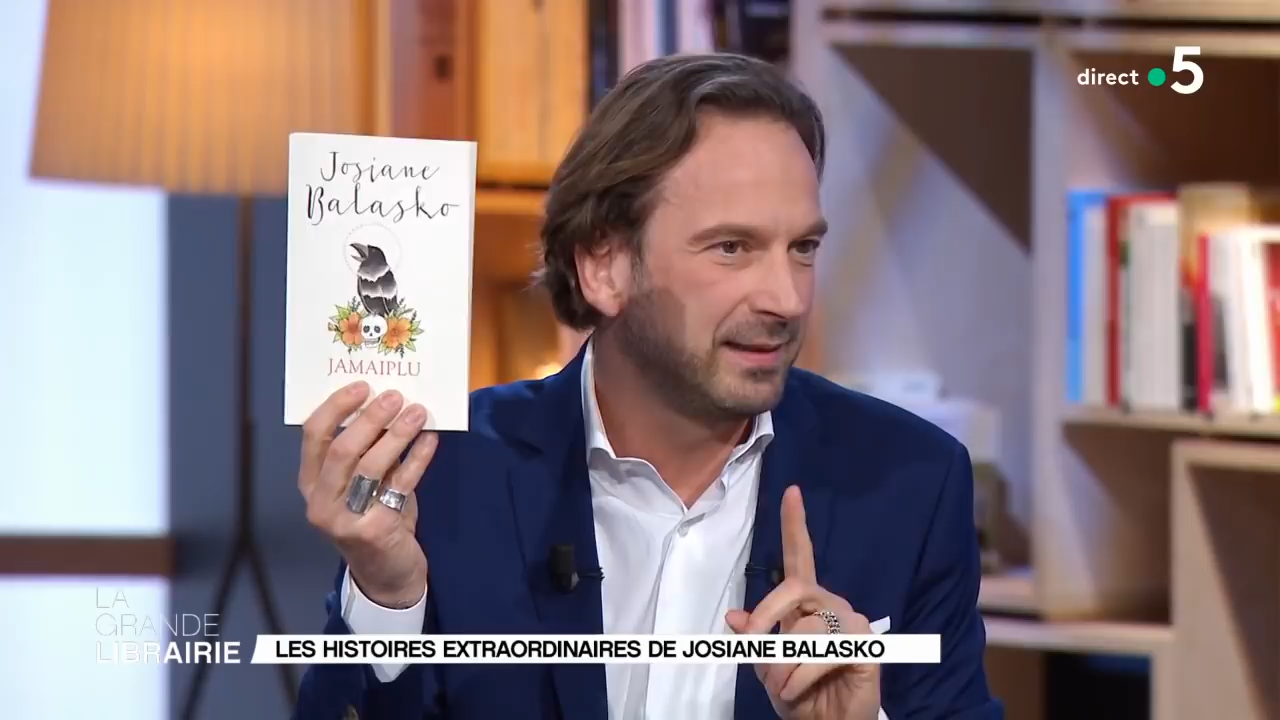 direct 5
Josiane
Balasko
JAMAIPLU
LA
GRANDE
LIBRAIRIE
LES HISTOIRES EXTRAORDINAIRES DE JOSIANE BALASKO